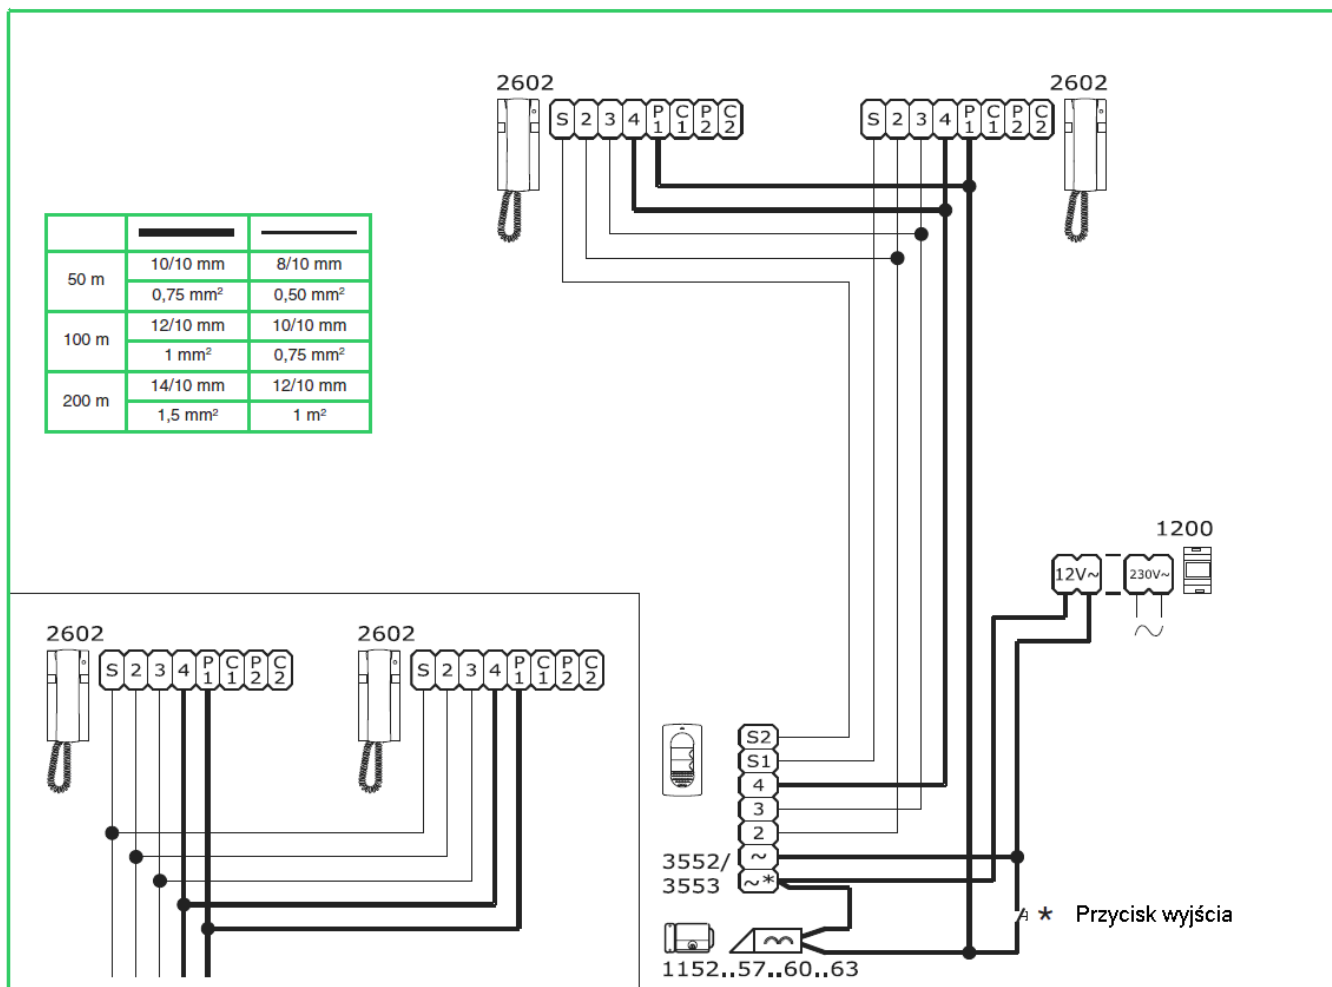 2602
S 2 3 4 P1 C1 P2 C2
S 2 3 4 P1 C1 P2 C2
2602
50 m
10/10 mm 8/10 mm
0,75 mm² 0,50 mm²
100 m
12/10 mm 10/10 mm
1 mm² 0,75 mm²
200 m
14/10 mm 12/10 mm
1,5 mm² 1 m²
1200
12V~ 230V~
2602
S 2 3 4 P1 C1 P2 C2
2602
S 2 3 4 P1 C1 P2 C2
S2
S1
4
3
2
~
~*
3552/
3553
* Przycisk wyjścia
1152..57..60..63